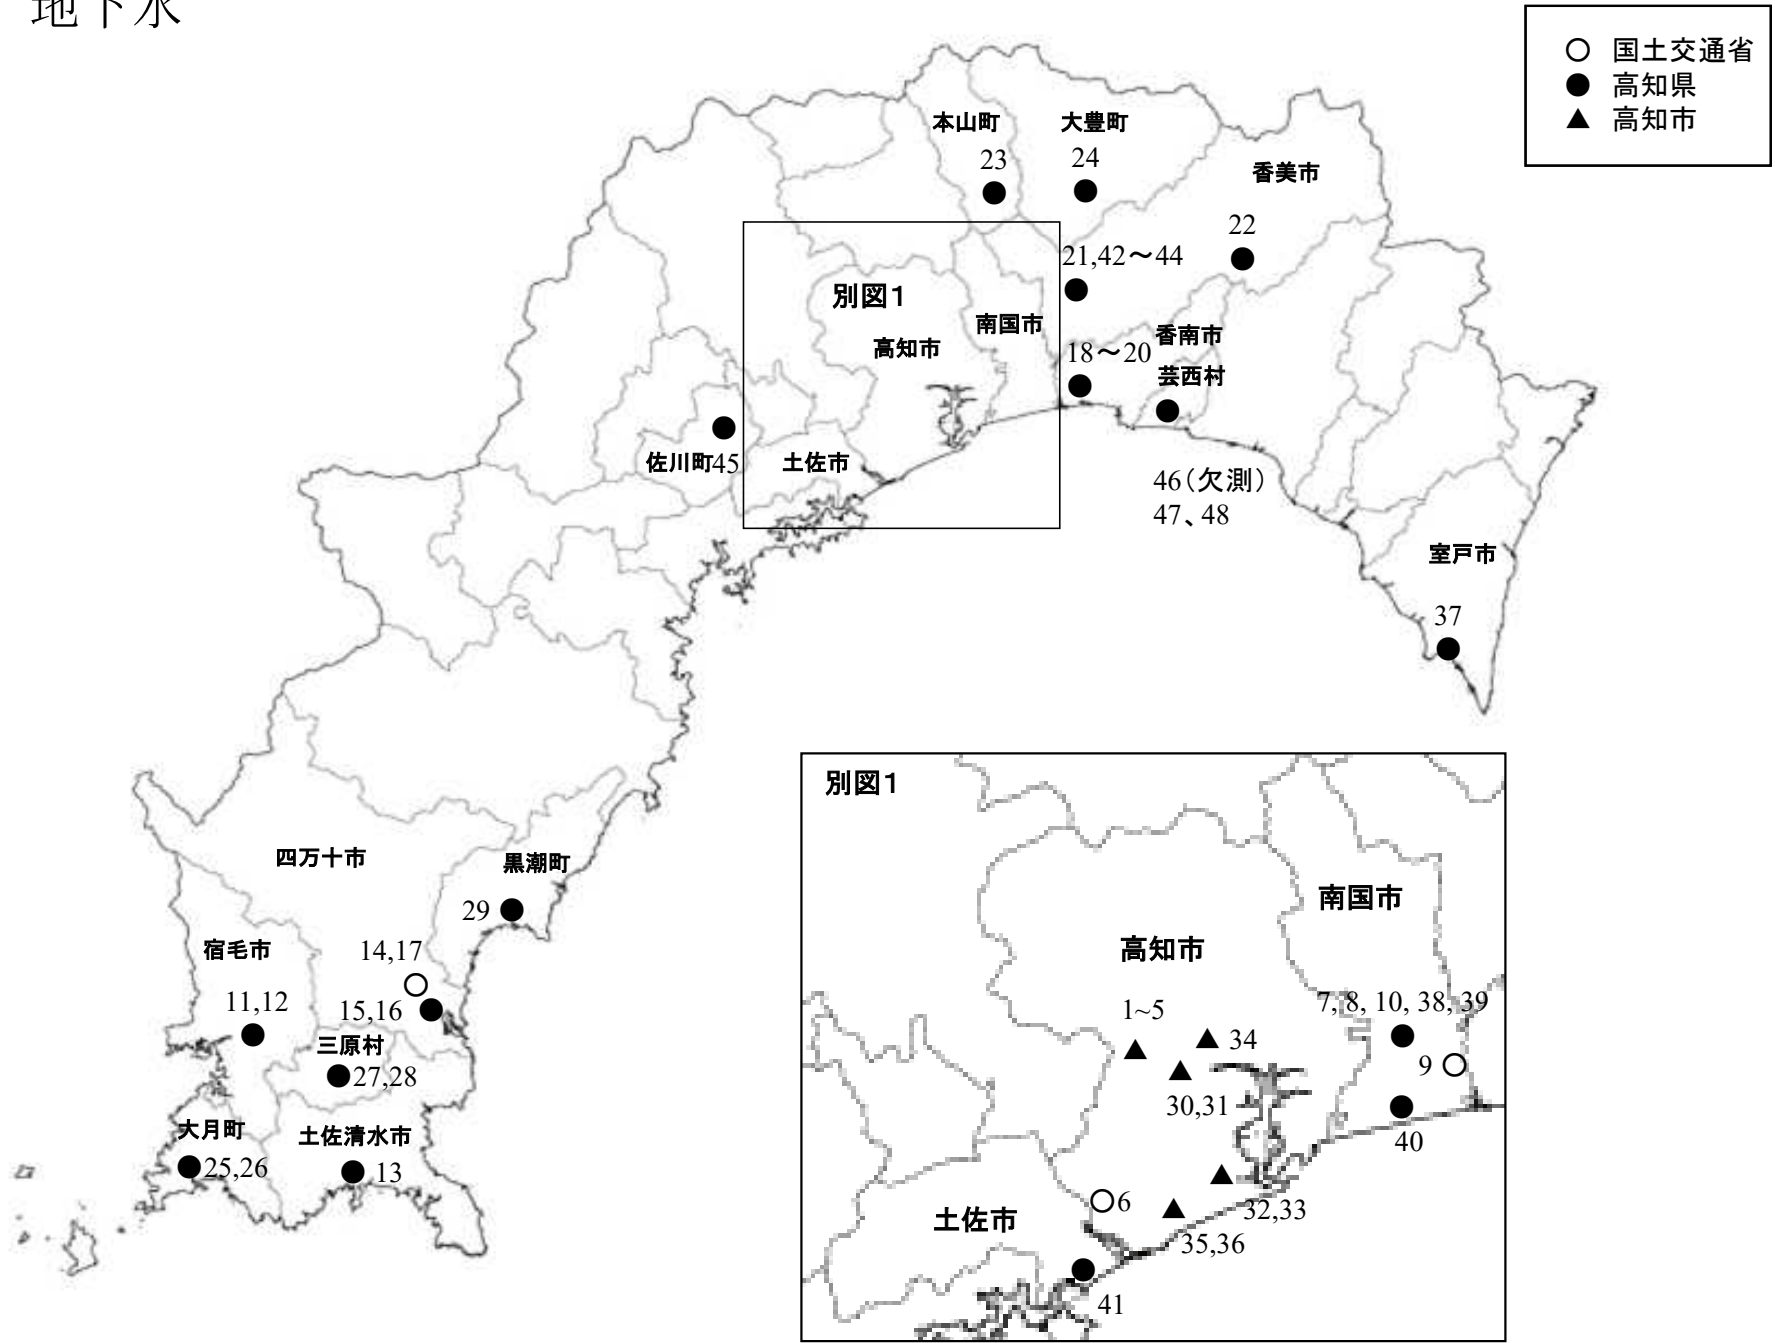 地下水
○ 国土交通省
● 高知県
▲ 高知市
本山町
23
大豊町
24
香美市
22
21,42～44
別図1
南国市
高知市
香南市
18～20
芸西村
佐川町45
土佐市
46(欠測)
47、48
室戸市
37
四万十市
黒潮町
29
宿毛市
14,17
11,12
15,16
三原村
27,28
大月町
25,26
土佐清水市
13
別図1
南国市
高知市
7, 8, 10, 38, 39
1~5
34
9
30,31
40
6
32,33
土佐市
35,36
41